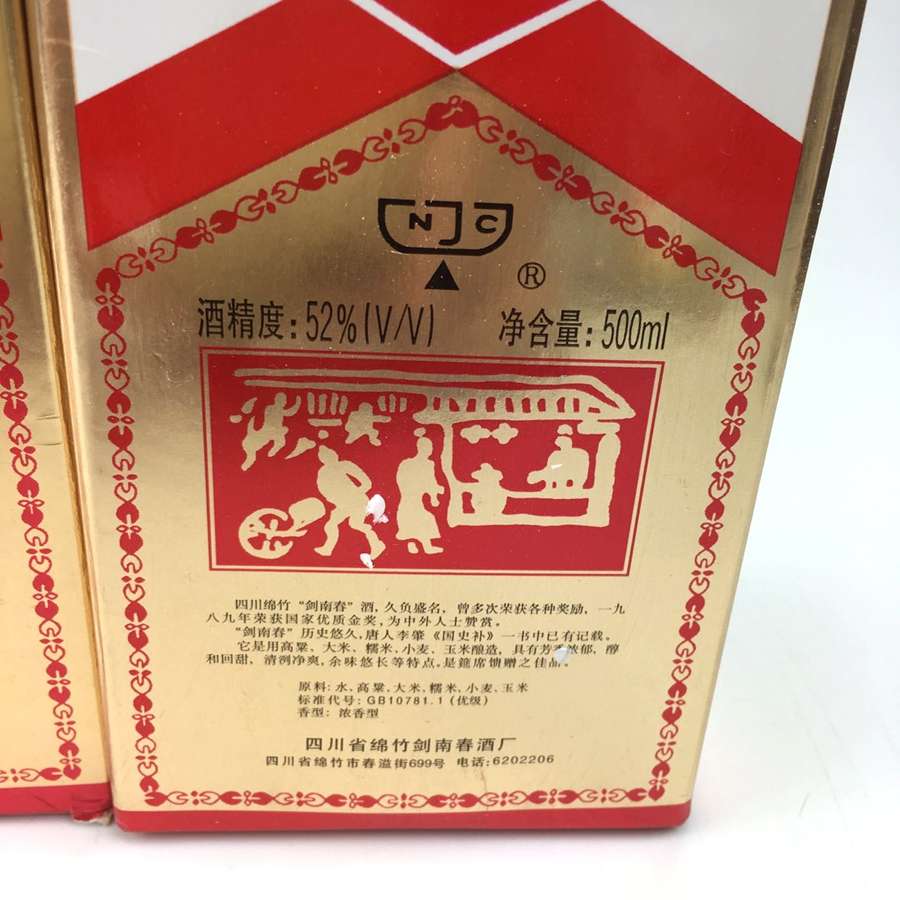 NJC
®
酒精度：52%(V/V) 净含量：500ml
四川绵竹“剑南春”酒，久负盛名，曾多次荣获各种奖励，一九
八九年荣获国家优质金奖，为中外人士赞赏。
“剑南春”历史悠久，唐人李肇《国史补》一书中已有记载。
它是用高粱、大米、糯米、小麦、玉米酿造，具有芳香浓郁，醇
和回甜，清洌净爽，余味悠长等特点，是筵席馈赠之佳品。
原料：水，高粱，大米，糯米，小麦，玉米
标准代号：GB10781.1（优级）
香型：浓香型
四川省绵竹剑南春酒厂
四川省绵竹市春溢街699号 电话：6202206